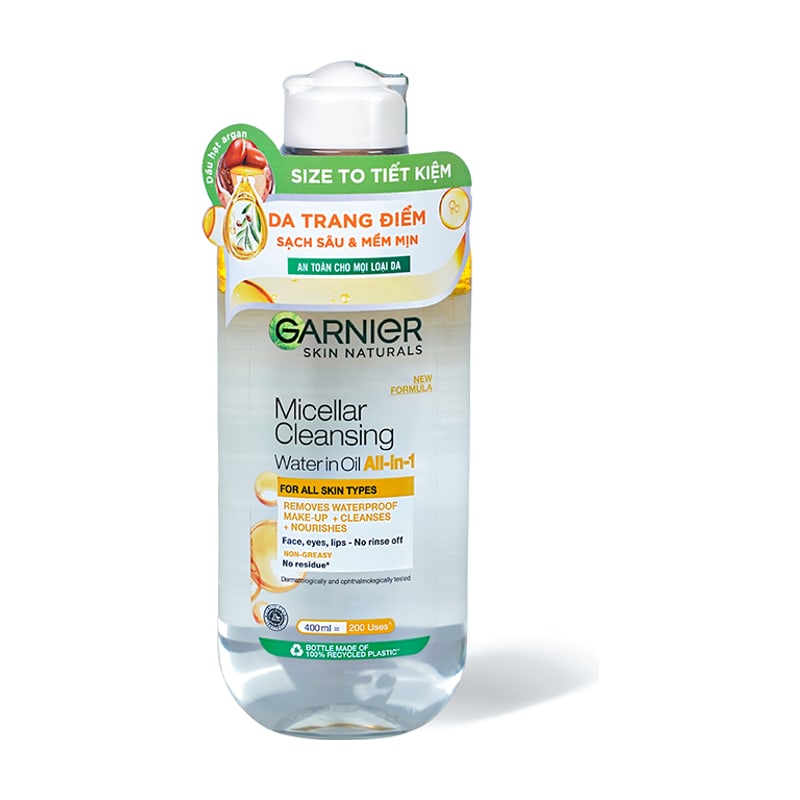 Dầu hạt argan
SIZE TO TIẾT KIỆM
DA TRANG ĐIỂM
SẠCH SÂU & MỀM MỊN
AN TOÀN CHO MỌI LOẠI DA
GARNIER
SKIN NATURALS
NEW
FORMULA
Micellar
Cleansing
Water in Oil All-in-1
FOR ALL SKIN TYPES
REMOVES WATERPROOF
MAKE-UP + CLEANSES
+ NOURISHES
Face, eyes, lips - No rinse off
NON-GREASY
No residue*
Dermatologically and ophthalmologically tested
400 ml = 200 Uses^
BOTTLE MADE OF
100% RECYCLED PLASTIC**